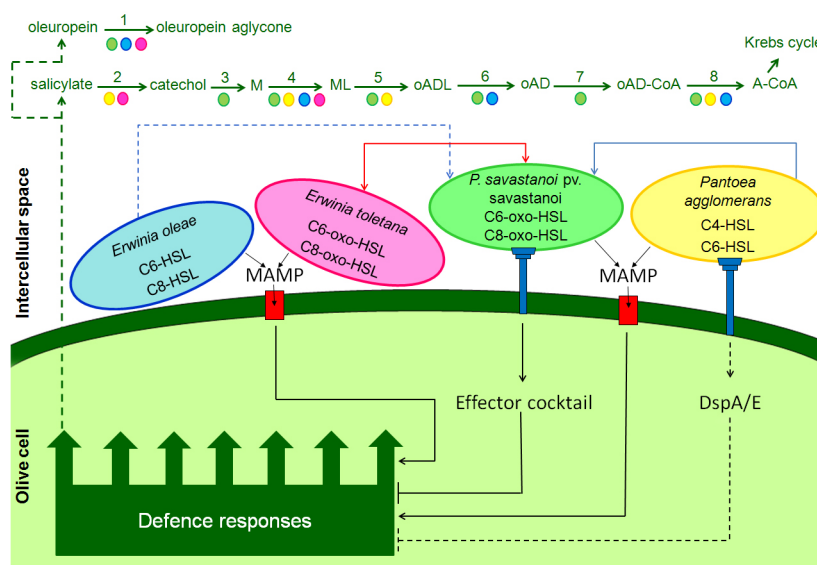 oleuropein 1 oleuropein aglycone
Krebs cycle
salicylate 2 catechol 3 M 4 ML 5 oADL 6 oAD 7 oAD-CoA 8 A-CoA
Intercellular space
Erwinia oleae
C6-HSL
C8-HSL
Erwinia toletana
C6-oxo-HSL
C8-oxo-HSL
P. savastanoi pv.
savastanoi
C6-oxo-HSL
C8-oxo-HSL
Pantoea
agglomerans
C4-HSL
C6-HSL
MAMP
MAMP
Olive cell
Effector cocktail
DspA/E
Defence responses